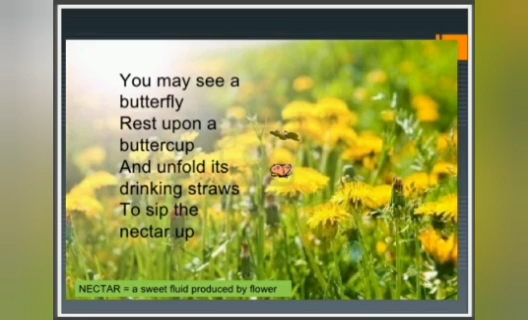 You may see a
butterfly
Rest upon a
buttercup
And unfold its
drinking straws
To sip the
nectar up
NECTAR = a sweet fluid produced by flower